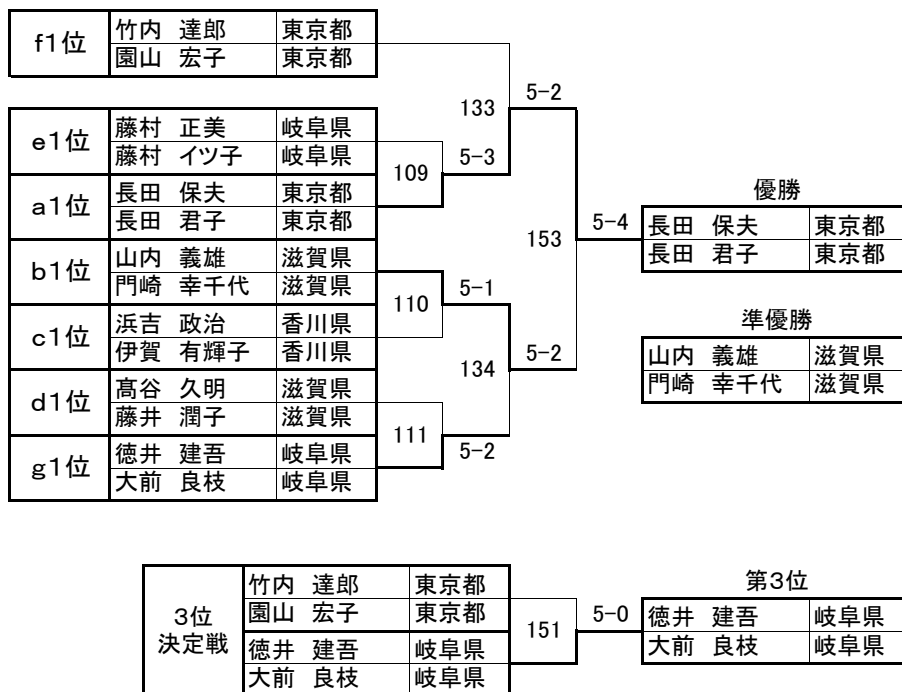 f1位 竹内 達郎 東京都
園山 宏子 東京都
5-2
133
e1位 藤村 正美 岐阜県
藤村 イツ子 岐阜県
109 5-3
a1位 長田 保夫 東京都
長田 君子 東京都
優勝
153 5-4 長田 保夫 東京都
長田 君子 東京都
b1位 山内 義雄 滋賀県
門崎 幸千代 滋賀県
110 5-1
c1位 浜吉 政治 香川県
伊賀 有輝子 香川県
134 5-2
準優勝
山内 義雄 滋賀県
門崎 幸千代 滋賀県
d1位 髙谷 久明 滋賀県
藤井 潤子 滋賀県
111 5-2
g1位 徳井 建吾 岐阜県
大前 良枝 岐阜県
3位
決定戦
竹内 達郎 東京都
園山 宏子 東京都
徳井 建吾 岐阜県
大前 良枝 岐阜県
151 5-0
第3位
徳井 建吾 岐阜県
大前 良枝 岐阜県